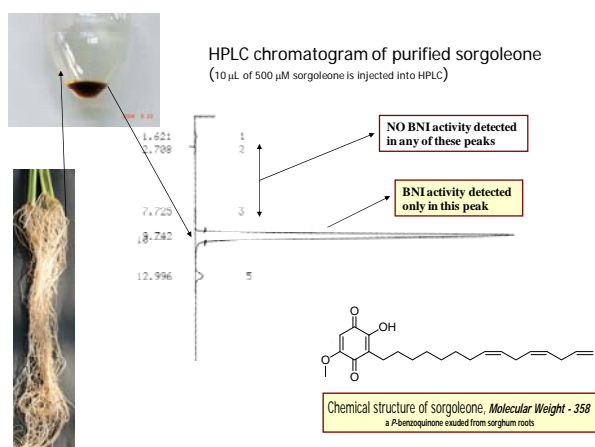 HPLC chromatogram of purified sorgoleone
(10 µL of 500 µM sorgoleone is injected into HPLC)
NO BNI activity detected
in any of these peaks
1.621 1
2.708 2
BNI activity detected
only in this peak
7.725 3
9.742
12.996 5
O
OH
O
O
Chemical structure of sorgoleone, Molecular Weight - 358
a P-benzoquinone exuded from sorghum roots